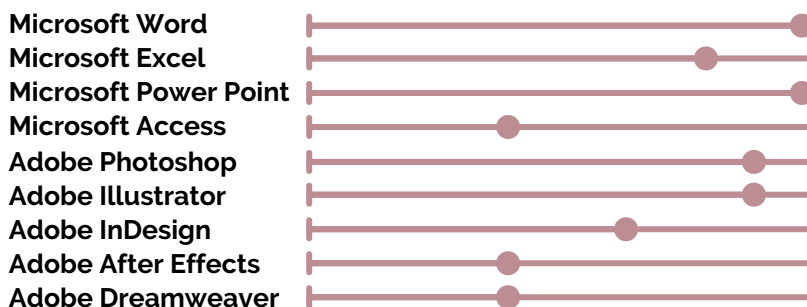 Microsoft Word
Microsoft Excel
Microsoft Power Point
Microsoft Access
Adobe Photoshop
Adobe Illustrator
Adobe InDesign
Adobe After Effects
Adobe Dreamweaver